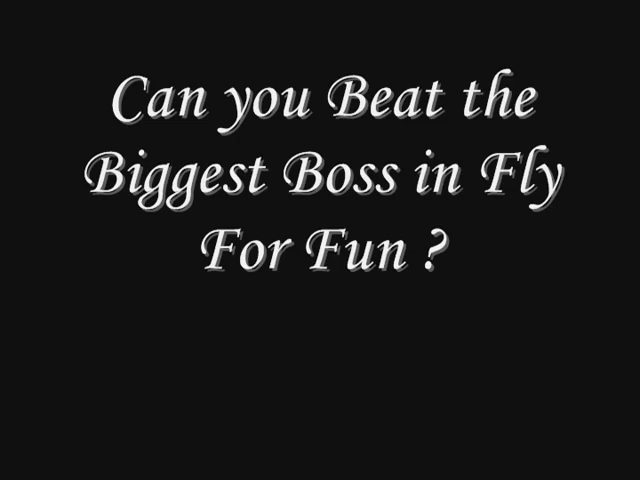 Can you Beat the
Biggest Boss in Fly
For Fun ?